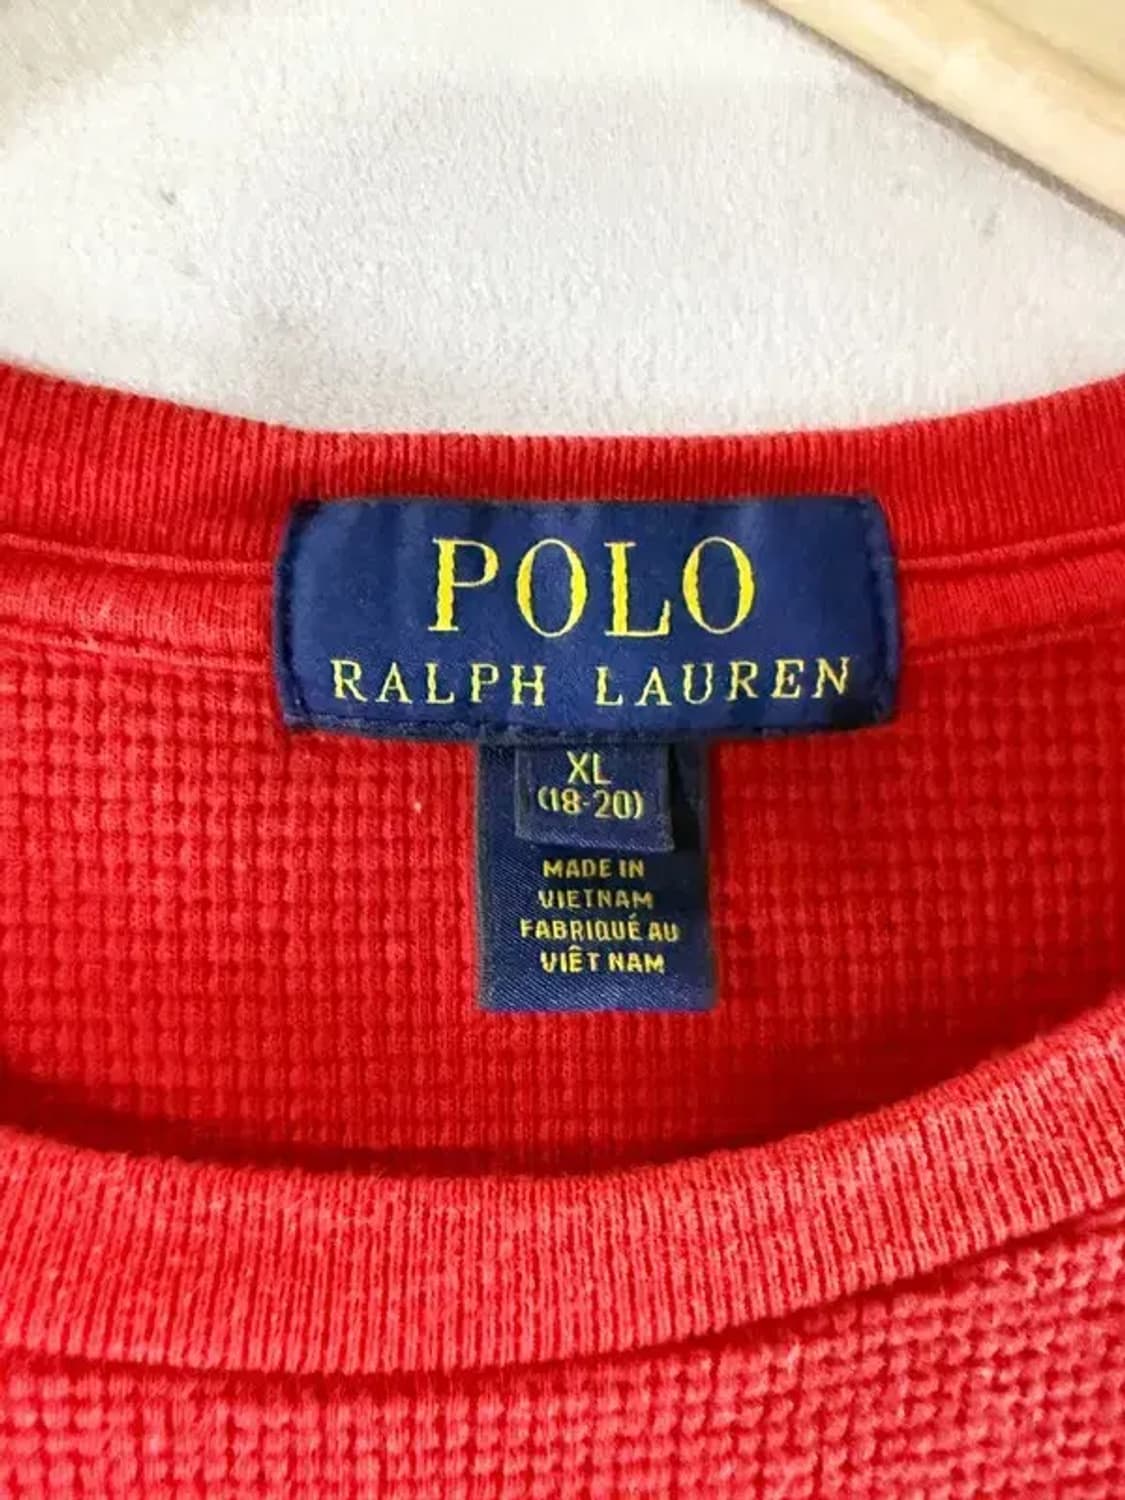 POLO
RALPH LAUREN
XL
(18-20)
MADE IN
VIETNAM
FABRIQUÉ AU
VIÊT NAM